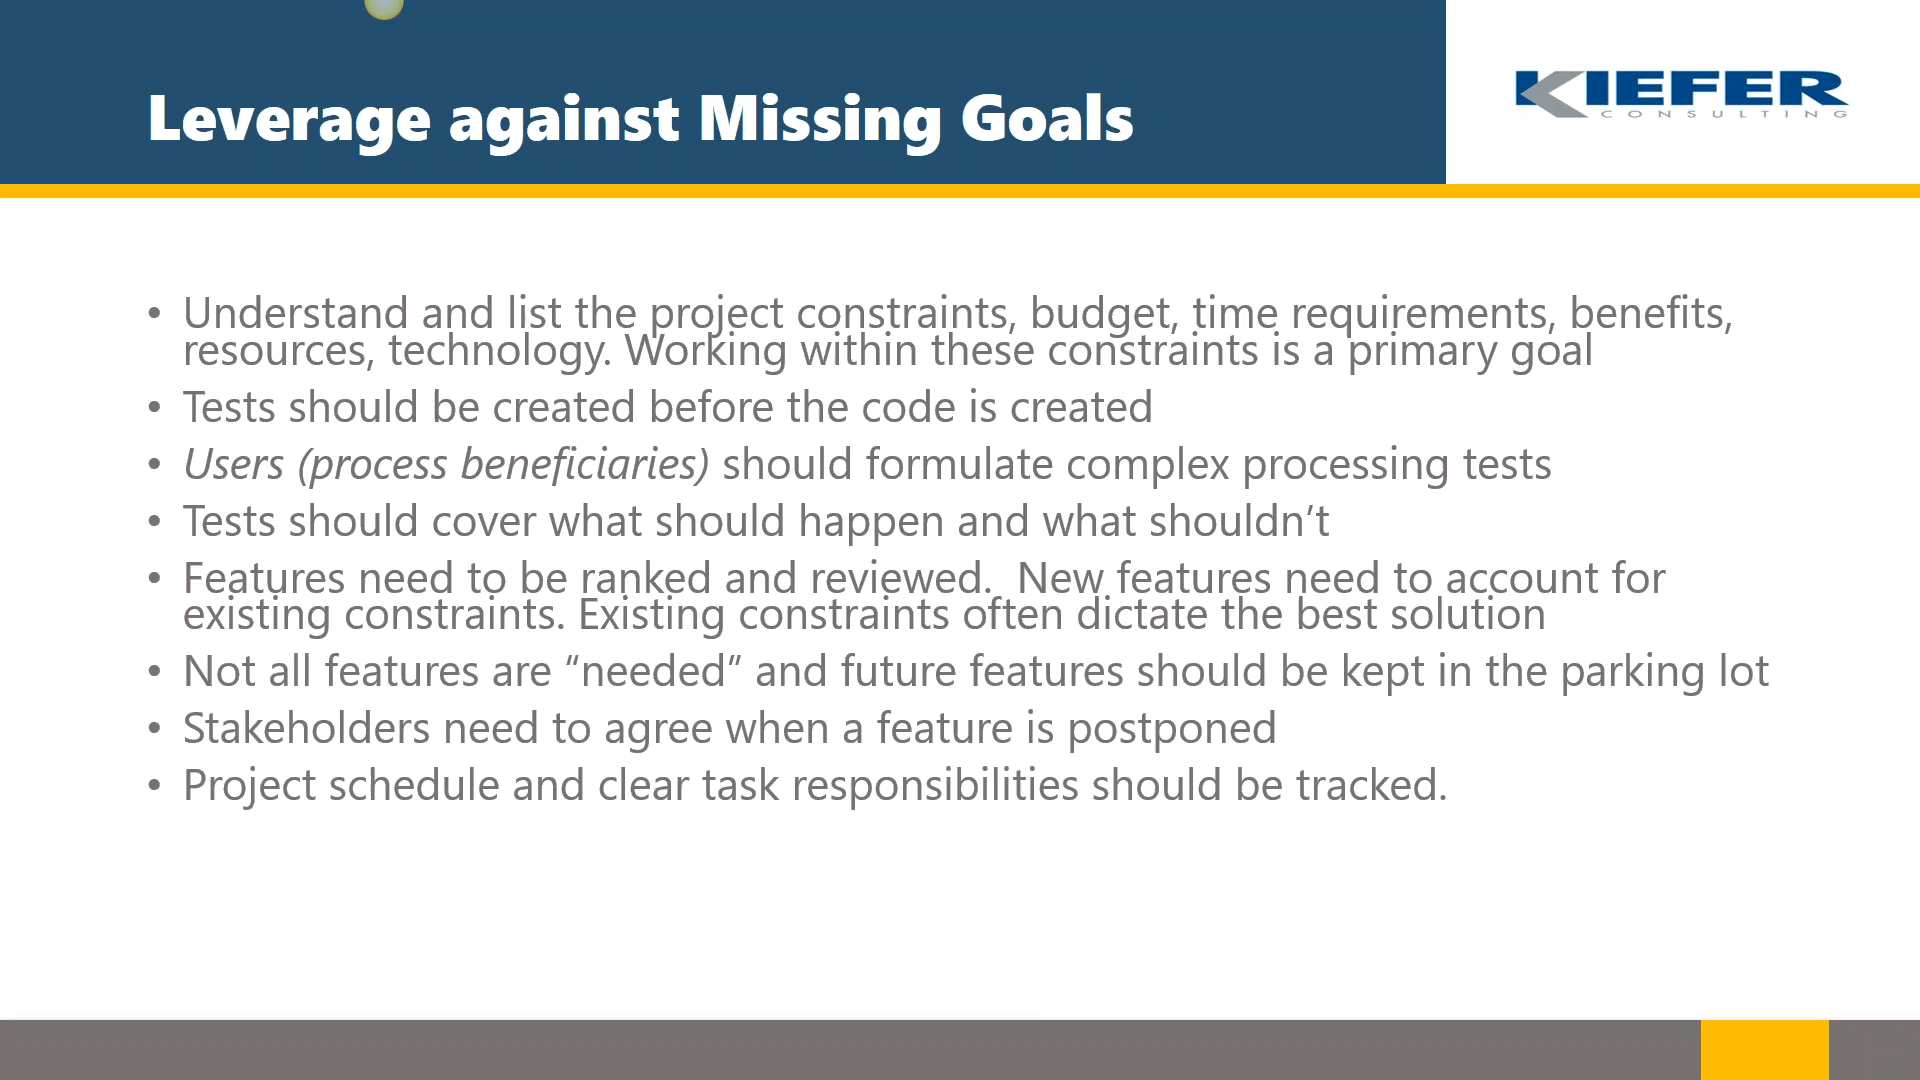 Leverage against Missing Goals
KIEFER
CONSULTING
• Understand and list the project constraints, budget, time requirements, benefits,
resources, technology. Working within these constraints is a primary goal
• Tests should be created before the code is created
• Users (process beneficiaries) should formulate complex processing tests
• Tests should cover what should happen and what shouldn’t
• Features need to be ranked and reviewed.  New features need to account for
existing constraints. Existing constraints often dictate the best solution
• Not all features are “needed” and future features should be kept in the parking lot
• Stakeholders need to agree when a feature is postponed
• Project schedule and clear task responsibilities should be tracked.